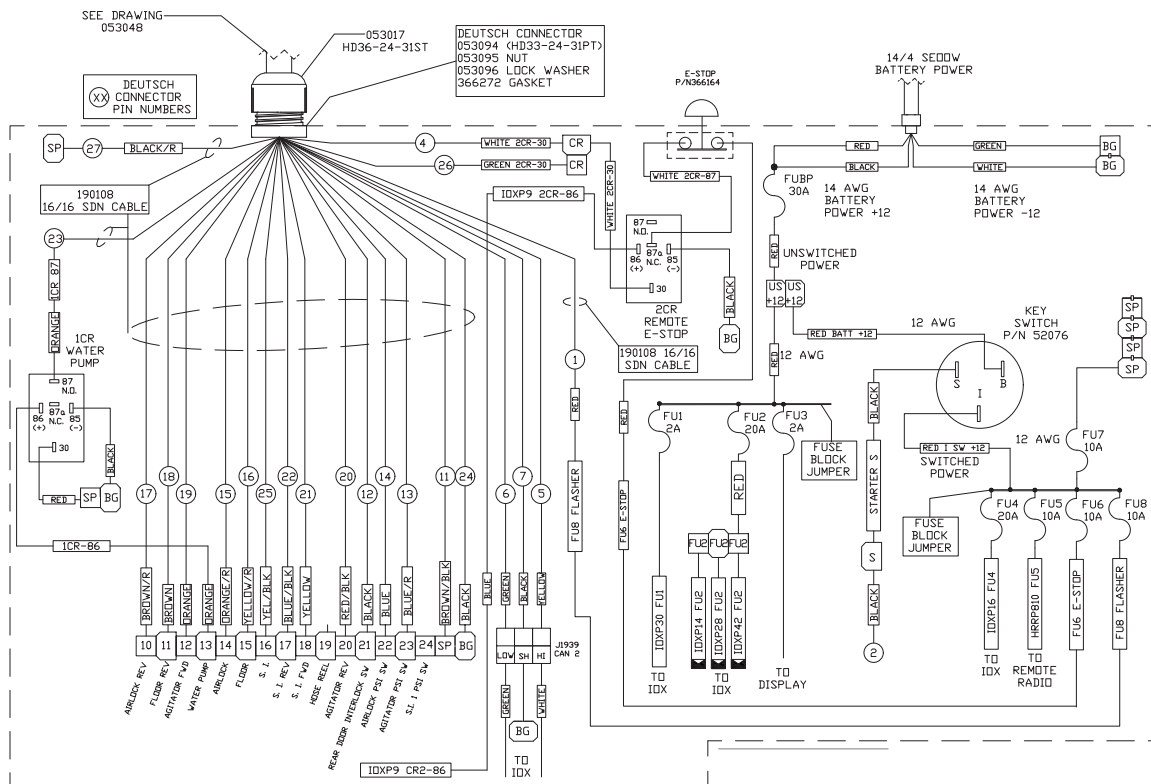 SEE DRAWING
053048
053017
HD36-24-31ST
DEUTSCH CONNECTOR
053094 (HD33-24-31PT)
053095 NUT
053096 LOCK WASHER
366272 GASKET
XX
DEUTSCH
CONNECTOR
PIN NUMBERS
E-STOP
P/N366164
14/4 SEOOW
BATTERY POWER
SP
27
BLACK/R
4
WHITE 2CR-30
CR
26
GREEN 2CR-30
CR
WHITE 2CR-87
RED
GREEN
BG
BLACK
WHITE
BG
FUBP
30A
14 AWG
BATTERY
POWER +12
14 AWG
BATTERY
POWER -12
190108
16/16 SDN CABLE
IOXP9 2CR-86
WHITE 2CR-30
23
1CR 87
ORANGE
87
N.O.
86
(+)
87a
N.C.
85
(-)
30
BLACK
BG
2CR
REMOTE
E-STOP
RED
UNSWITCHED
POWER
US
+12
US
+12
RED BATT +12
12 AWG
KEY
SWITCH
P/N 52076
SP
SP
SP
SP
1CR
WATER
PUMP
87
N.O.
86
(+)
87a
N.C.
85
(-)
30
BLACK
RED
SP
BG
190108 16/16
SDN CABLE
1
RED
RED
12 AWG
S
B
I
BLACK
RED I SW +12
SWITCHED
POWER
12 AWG
FU7
10A
FU1
2A
FU2
20A
FU3
2A
FUSE
BLOCK
JUMPER
RED
RED
STARTER S
FUSE
BLOCK
JUMPER
FU4
20A
FU5
10A
FU6
10A
FU8
10A
17
18
19
15
16
25
22
21
20
12
14
13
11
24
6
7
5
FU8 FLASHER
FU6 E-STOP
FU2
FU2
FU2
S
BLACK
2
1CR-86
BROWN/R
BROWN
ORANGE
ORANGE
ORANGE/R
YELLOW/R
YEL/BLK
BLUE/BLK
YELLOW
RED/BLK
BLACK
BLUE
BLUE/R
BROWN/BLK
BLACK
BLUE
GREEN
BLACK
YELLOW
IOXP30 FU1
IOXP14 FU2
IOXP28 FU2
IOXP42 FU2
IOXP16 FU4
HRRP810 FU5
FU6 E-STOP
FU8 FLASHER
10
11
12
13
14
15
16
17
18
19
20
21
22
23
24
SP
BG
LOW
SH
HI
J1939
CAN 2
AIRLOCK REV
FLOOR REV
AGITATOR FWD
WATER PUMP
AIRLOCK
FLOOR
S. I.
S. I. REV
S. I. FWD
HOSE REEL
AGITATOR REV
REAR DOOR INTERLOCK SW
AIRLOCK PSI SW
AGITATOR PSI SW
S.I. 1 PSI SW
GREEN
WHITE
BG
TO
IOX
TO
IOX
TO
IOX
TO
DISPLAY
TO
IOX
TO
REMOTE
RADIO
IOXP9 CR2-86